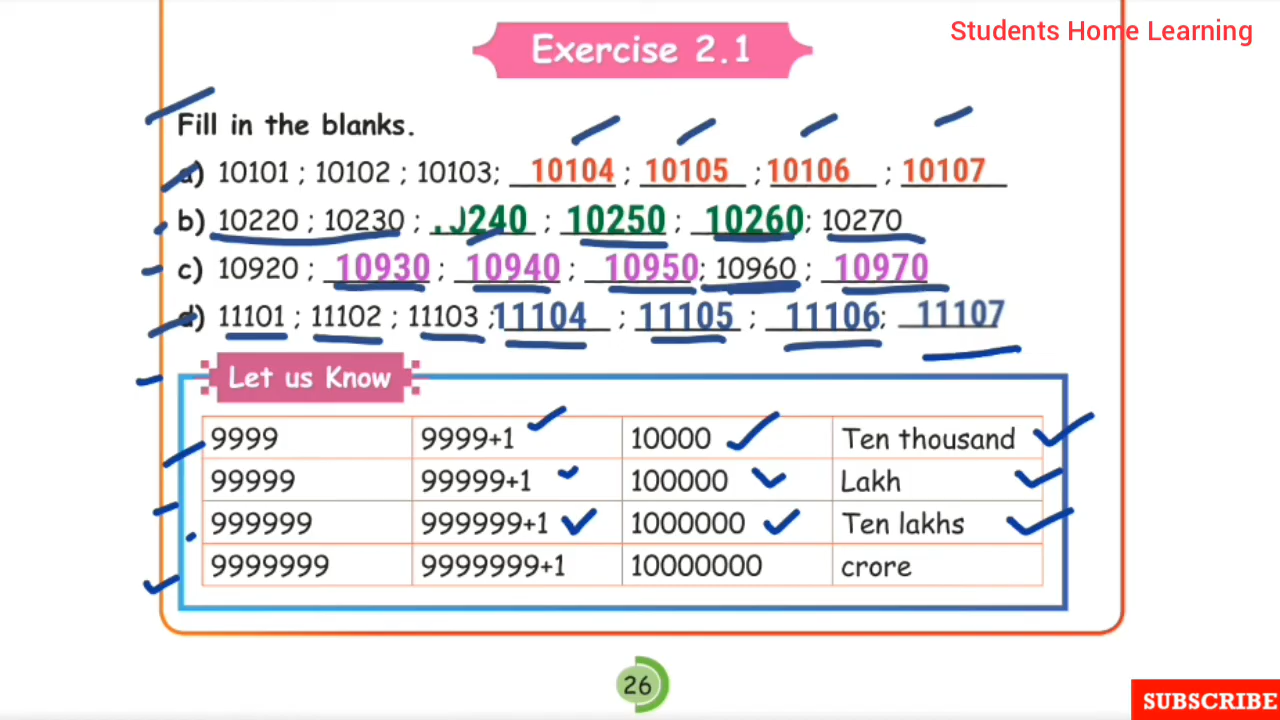 Students Home Learning
Exercise 2.1
Fill in the blanks.
a) 10101 ; 10102 ; 10103; 10104 ; 10105 ; 10106 ; 10107
b) 10220 ; 10230 ; 240 ; 10250 ; 10260 ; 10270
c) 10920 ; 10930 ; 10940 ; 10950 ; 10960 ; 10970
d) 11101 ; 11102 ; 11103 ; 11104 ; 11105 ; 11106 ; 11107
Let us Know
9999 9999+1 10000 Ten thousand
99999 99999+1 100000 Lakh
999999 999999+1 1000000 Ten lakhs
9999999 9999999+1 10000000 crore
26
SUBSCRIBE